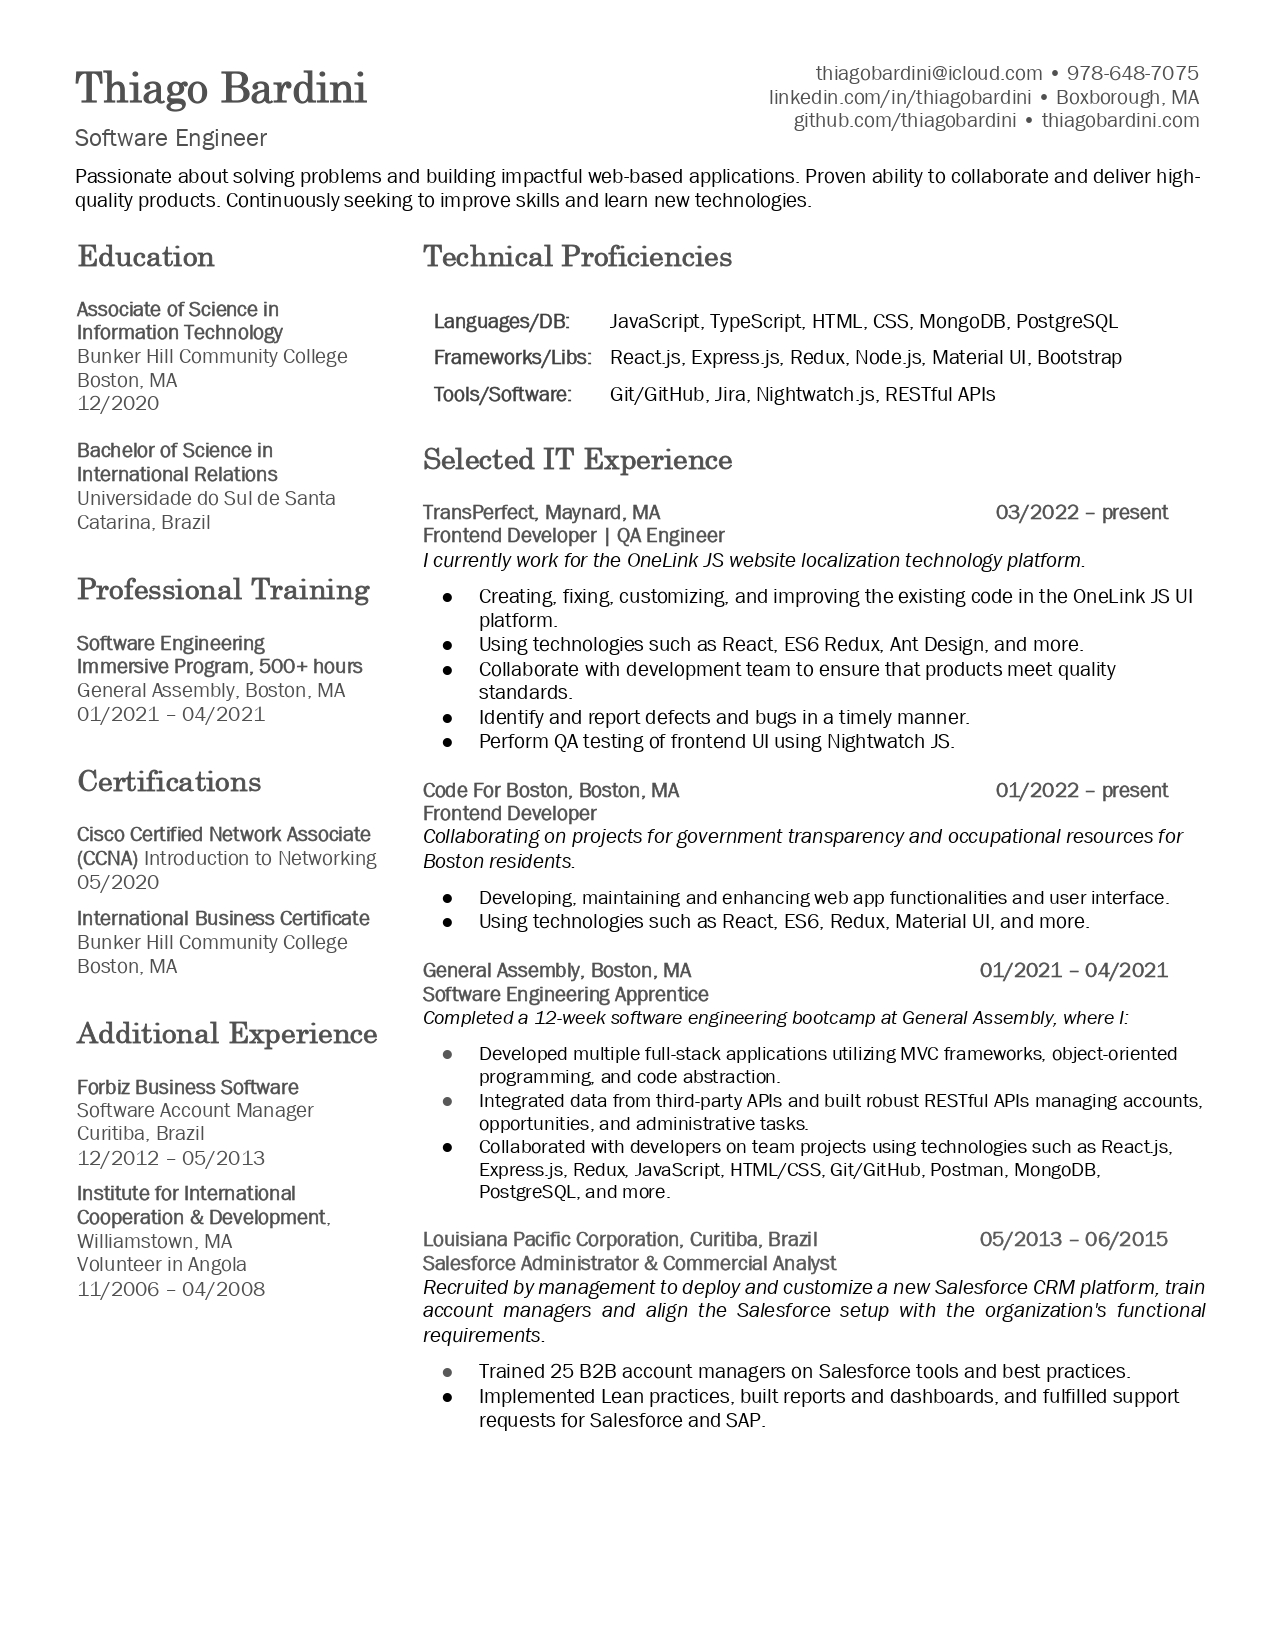 Thiago Bardini
Software Engineer
thiagobardini@icloud.com • 978-648-7075
linkedin.com/in/thiagobardini • Boxborough, MA
github.com/thiagobardini • thiagobardini.com
Passionate about solving problems and building impactful web-based applications. Proven ability to collaborate and deliver high-
quality products. Continuously seeking to improve skills and learn new technologies.
Education
Associate of Science in
Information Technology
Bunker Hill Community College
Boston, MA
12/2020
Bachelor of Science in
International Relations
Universidade do Sul de Santa
Catarina, Brazil
Professional Training
Software Engineering
Immersive Program, 500+ hours
General Assembly, Boston, MA
01/2021 – 04/2021
Certifications
Cisco Certified Network Associate
(CCNA) Introduction to Networking
05/2020
International Business Certificate
Bunker Hill Community College
Boston, MA
Additional Experience
Forbiz Business Software
Software Account Manager
Curitiba, Brazil
12/2012 – 05/2013
Institute for International
Cooperation & Development,
Williamstown, MA
Volunteer in Angola
11/2006 – 04/2008
Technical Proficiencies
Languages/DB: JavaScript, TypeScript, HTML, CSS, MongoDB, PostgreSQL
Frameworks/Libs: React.js, Express.js, Redux, Node.js, Material UI, Bootstrap
Tools/Software: Git/GitHub, Jira, Nightwatch.js, RESTful APIs
Selected IT Experience
TransPerfect, Maynard, MA 03/2022 – present
Frontend Developer | QA Engineer
I currently work for the OneLink JS website localization technology platform.
● Creating, fixing, customizing, and improving the existing code in the OneLink JS UI
platform.
● Using technologies such as React, ES6 Redux, Ant Design, and more.
● Collaborate with development team to ensure that products meet quality
standards.
● Identify and report defects and bugs in a timely manner.
● Perform QA testing of frontend UI using Nightwatch JS.
Code For Boston, Boston, MA 01/2022 – present
Frontend Developer
Collaborating on projects for government transparency and occupational resources for
Boston residents.
● Developing, maintaining and enhancing web app functionalities and user interface.
● Using technologies such as React, ES6, Redux, Material UI, and more.
General Assembly, Boston, MA 01/2021 – 04/2021
Software Engineering Apprentice
Completed a 12-week software engineering bootcamp at General Assembly, where I:
● Developed multiple full-stack applications utilizing MVC frameworks, object-oriented
programming, and code abstraction.
● Integrated data from third-party APIs and built robust RESTful APIs managing accounts,
opportunities, and administrative tasks.
● Collaborated with developers on team projects using technologies such as React.js,
Express.js, Redux, JavaScript, HTML/CSS, Git/GitHub, Postman, MongoDB,
PostgreSQL, and more.
Louisiana Pacific Corporation, Curitiba, Brazil 05/2013 – 06/2015
Salesforce Administrator & Commercial Analyst
Recruited by management to deploy and customize a new Salesforce CRM platform, train
account managers and align the Salesforce setup with the organization's functional
requirements.
● Trained 25 B2B account managers on Salesforce tools and best practices.
● Implemented Lean practices, built reports and dashboards, and fulfilled support
requests for Salesforce and SAP.